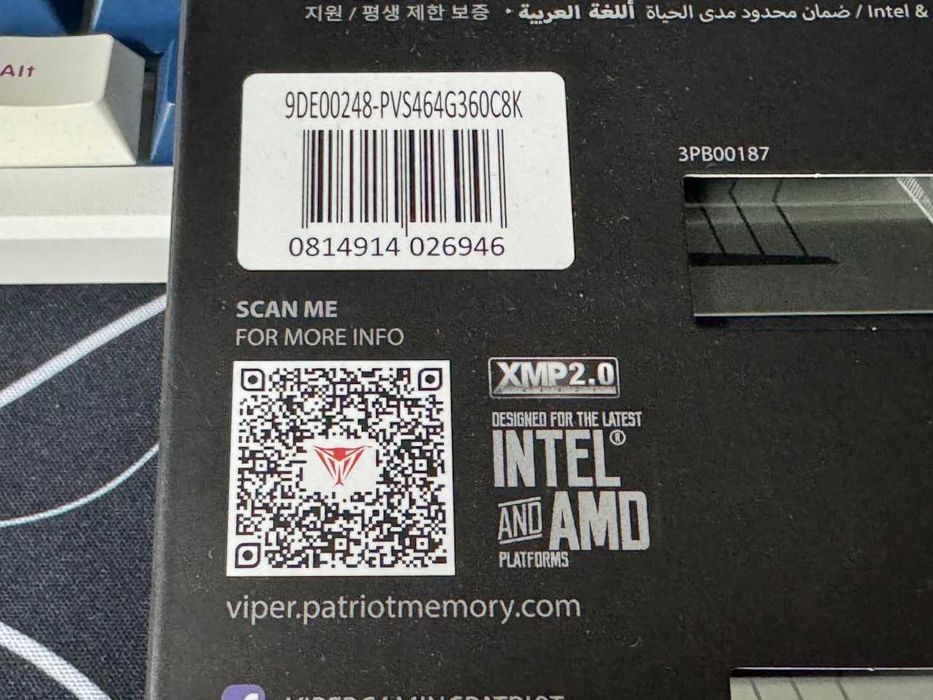 지원 / 평생 제한 보증 • أللغة العربية ضمان محدود مدى الحياة / Intel &
Alt
9DE00248-PVS464G360C8K
0814914 026946
3PB00187
SCAN ME
FOR MORE INFO
XMP2.0
DESIGNED FOR THE LATEST
INTEL®
AND AMD
PLATFORMS
viper.patriotmemory.com
VIPERGAMINGPATRIOT